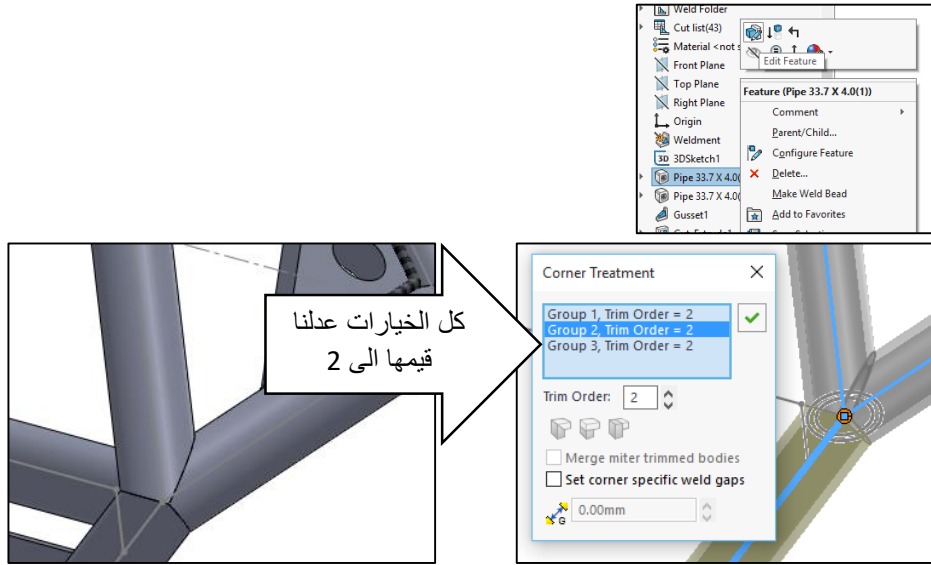 Weld Folder
Cut list(43)
Material <not s
Edit Feature
Front Plane
Top Plane
Right Plane
Origin
Weldment
3D 3DSketch1
Pipe 33.7 X 4.0(
Pipe 33.7 X 4.0(
Gusset1
Feature (Pipe 33.7 X 4.0(1))
Comment
Parent/Child...
Configure Feature
Delete...
Make Weld Bead
Add to Favorites
كل الخيارات عدلنا
قيمها الى 2
Corner Treatment
Group 1, Trim Order = 2
Group 2, Trim Order = 2
Group 3, Trim Order = 2
Trim Order: 2
Merge miter trimmed bodies
Set corner specific weld gaps
G 0.00mm